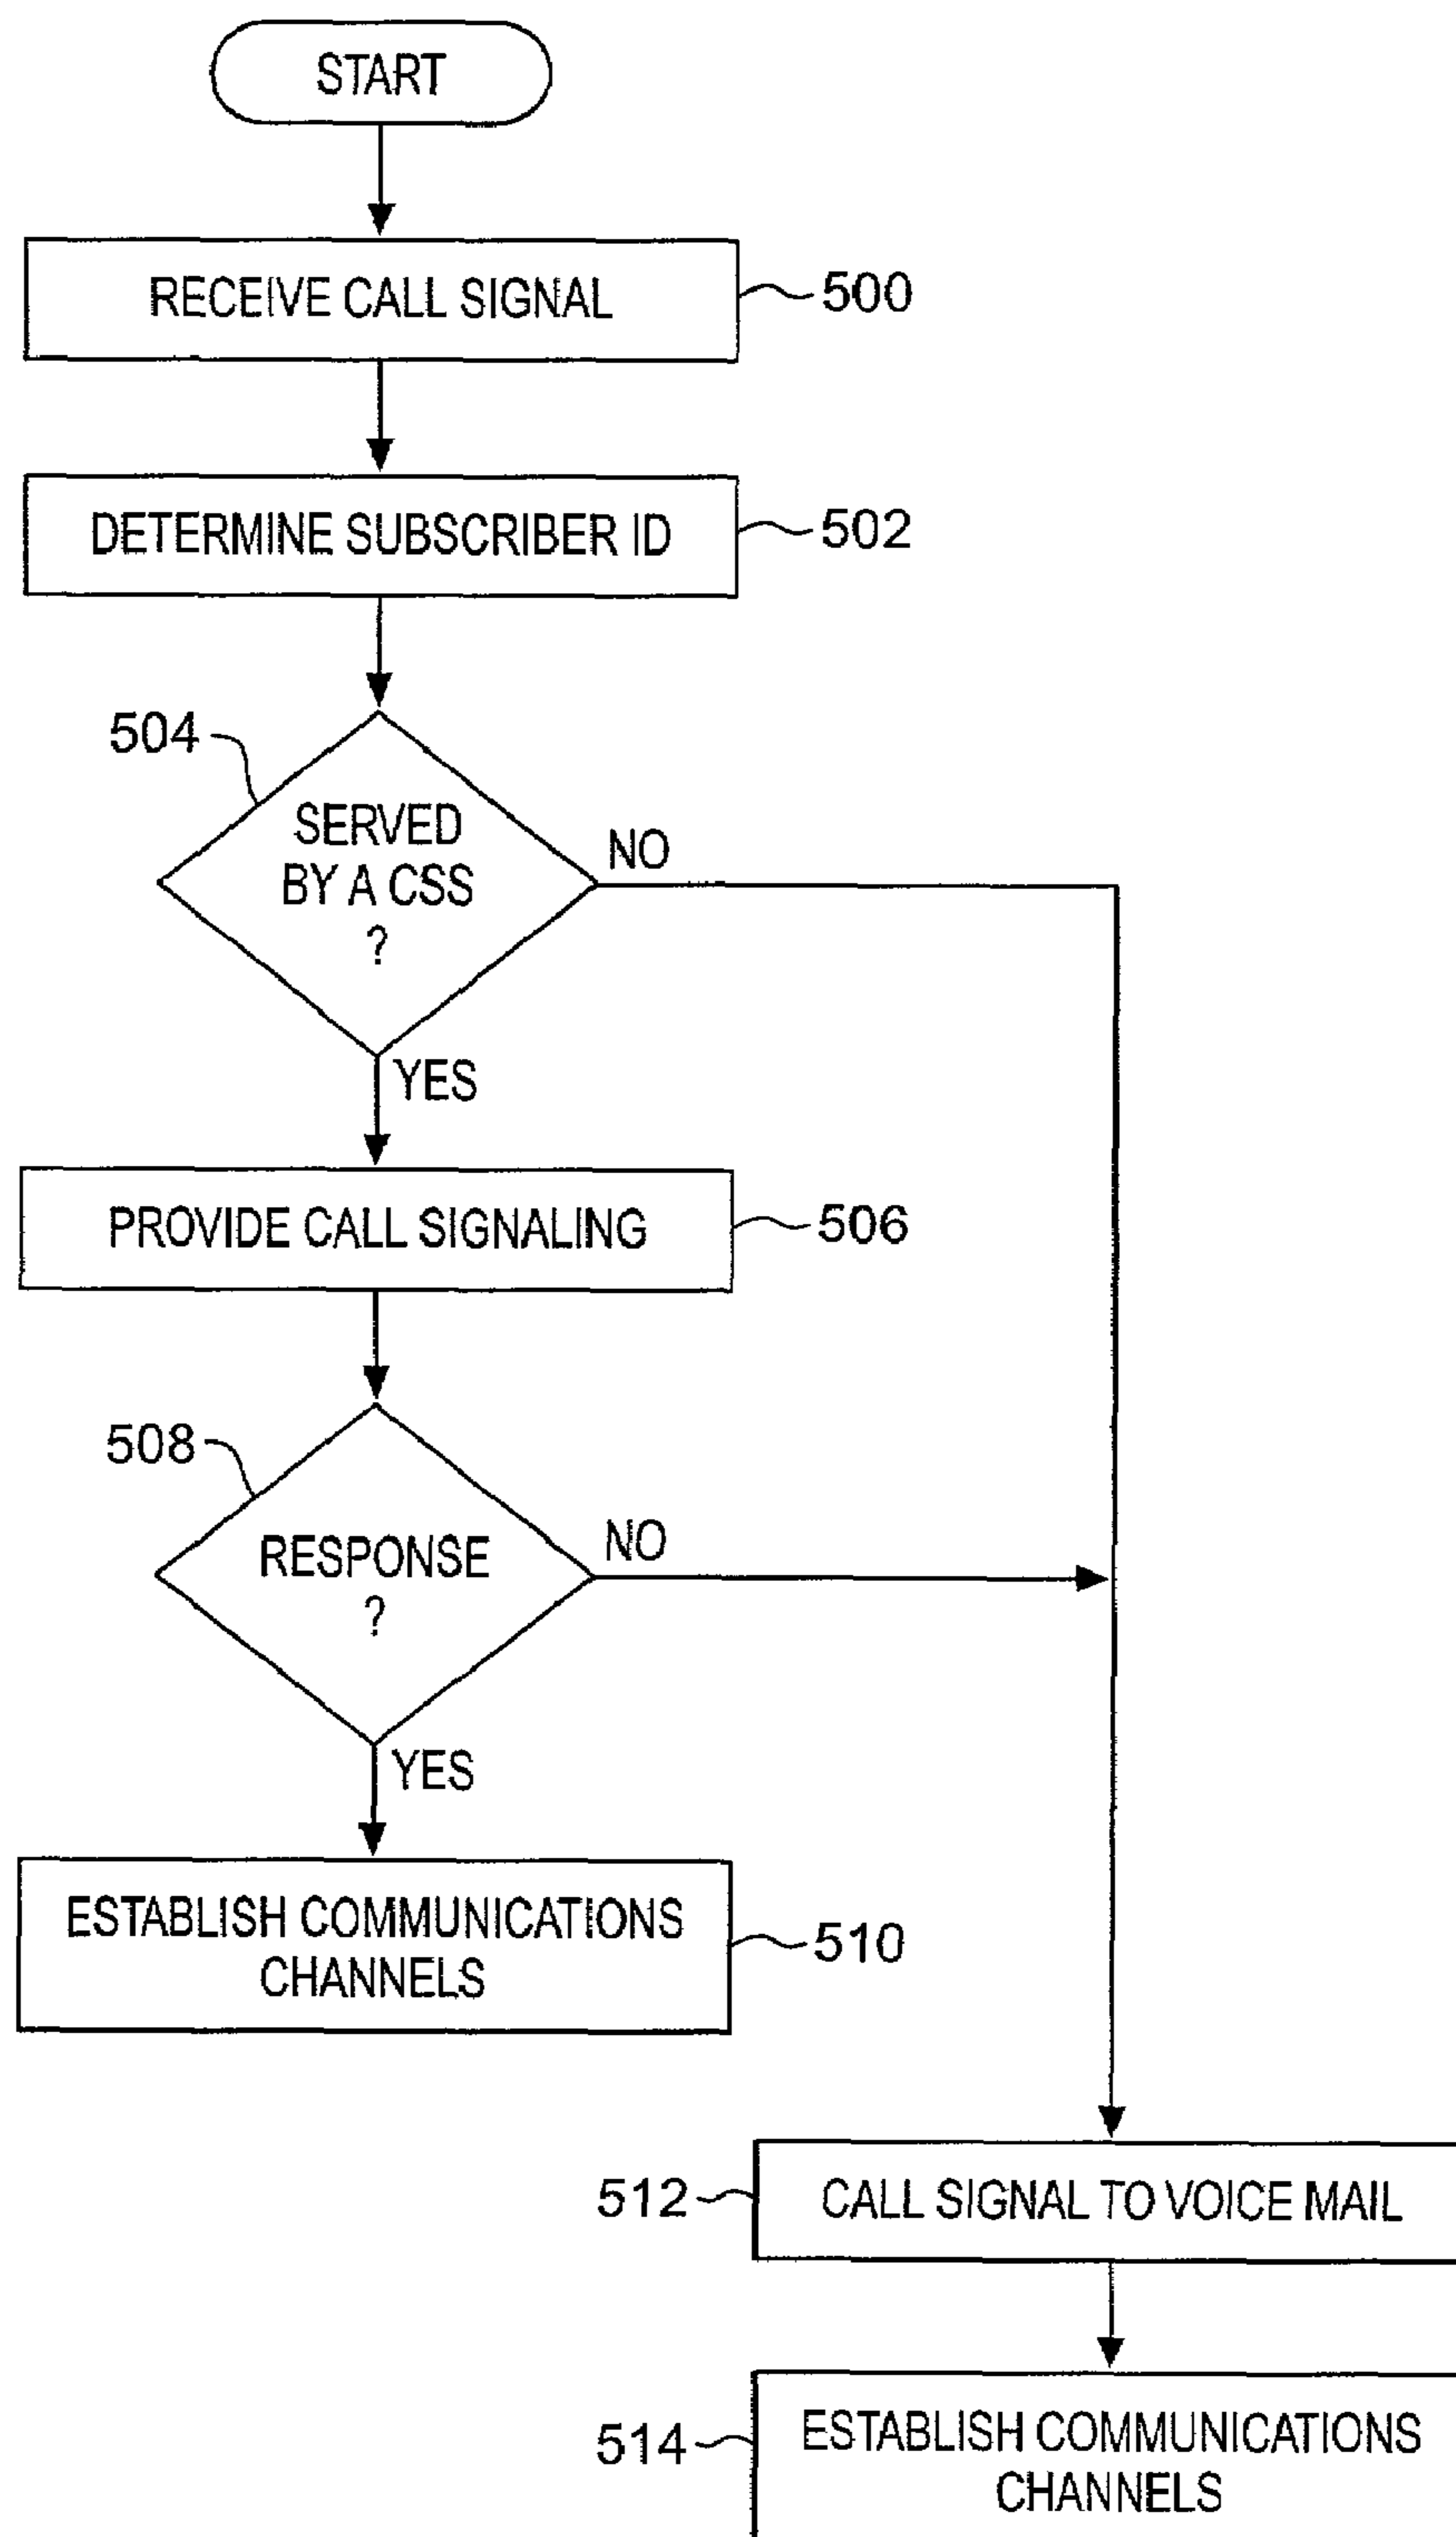 START
RECEIVE CALL SIGNAL
500
DETERMINE SUBSCRIBER ID
502
504
SERVED
BY A CSS
?
NO
YES
PROVIDE CALL SIGNALING
506
508
RESPONSE
?
NO
YES
ESTABLISH COMMUNICATIONS
CHANNELS
510
512
CALL SIGNAL TO VOICE MAIL
514
ESTABLISH COMMUNICATIONS
CHANNELS